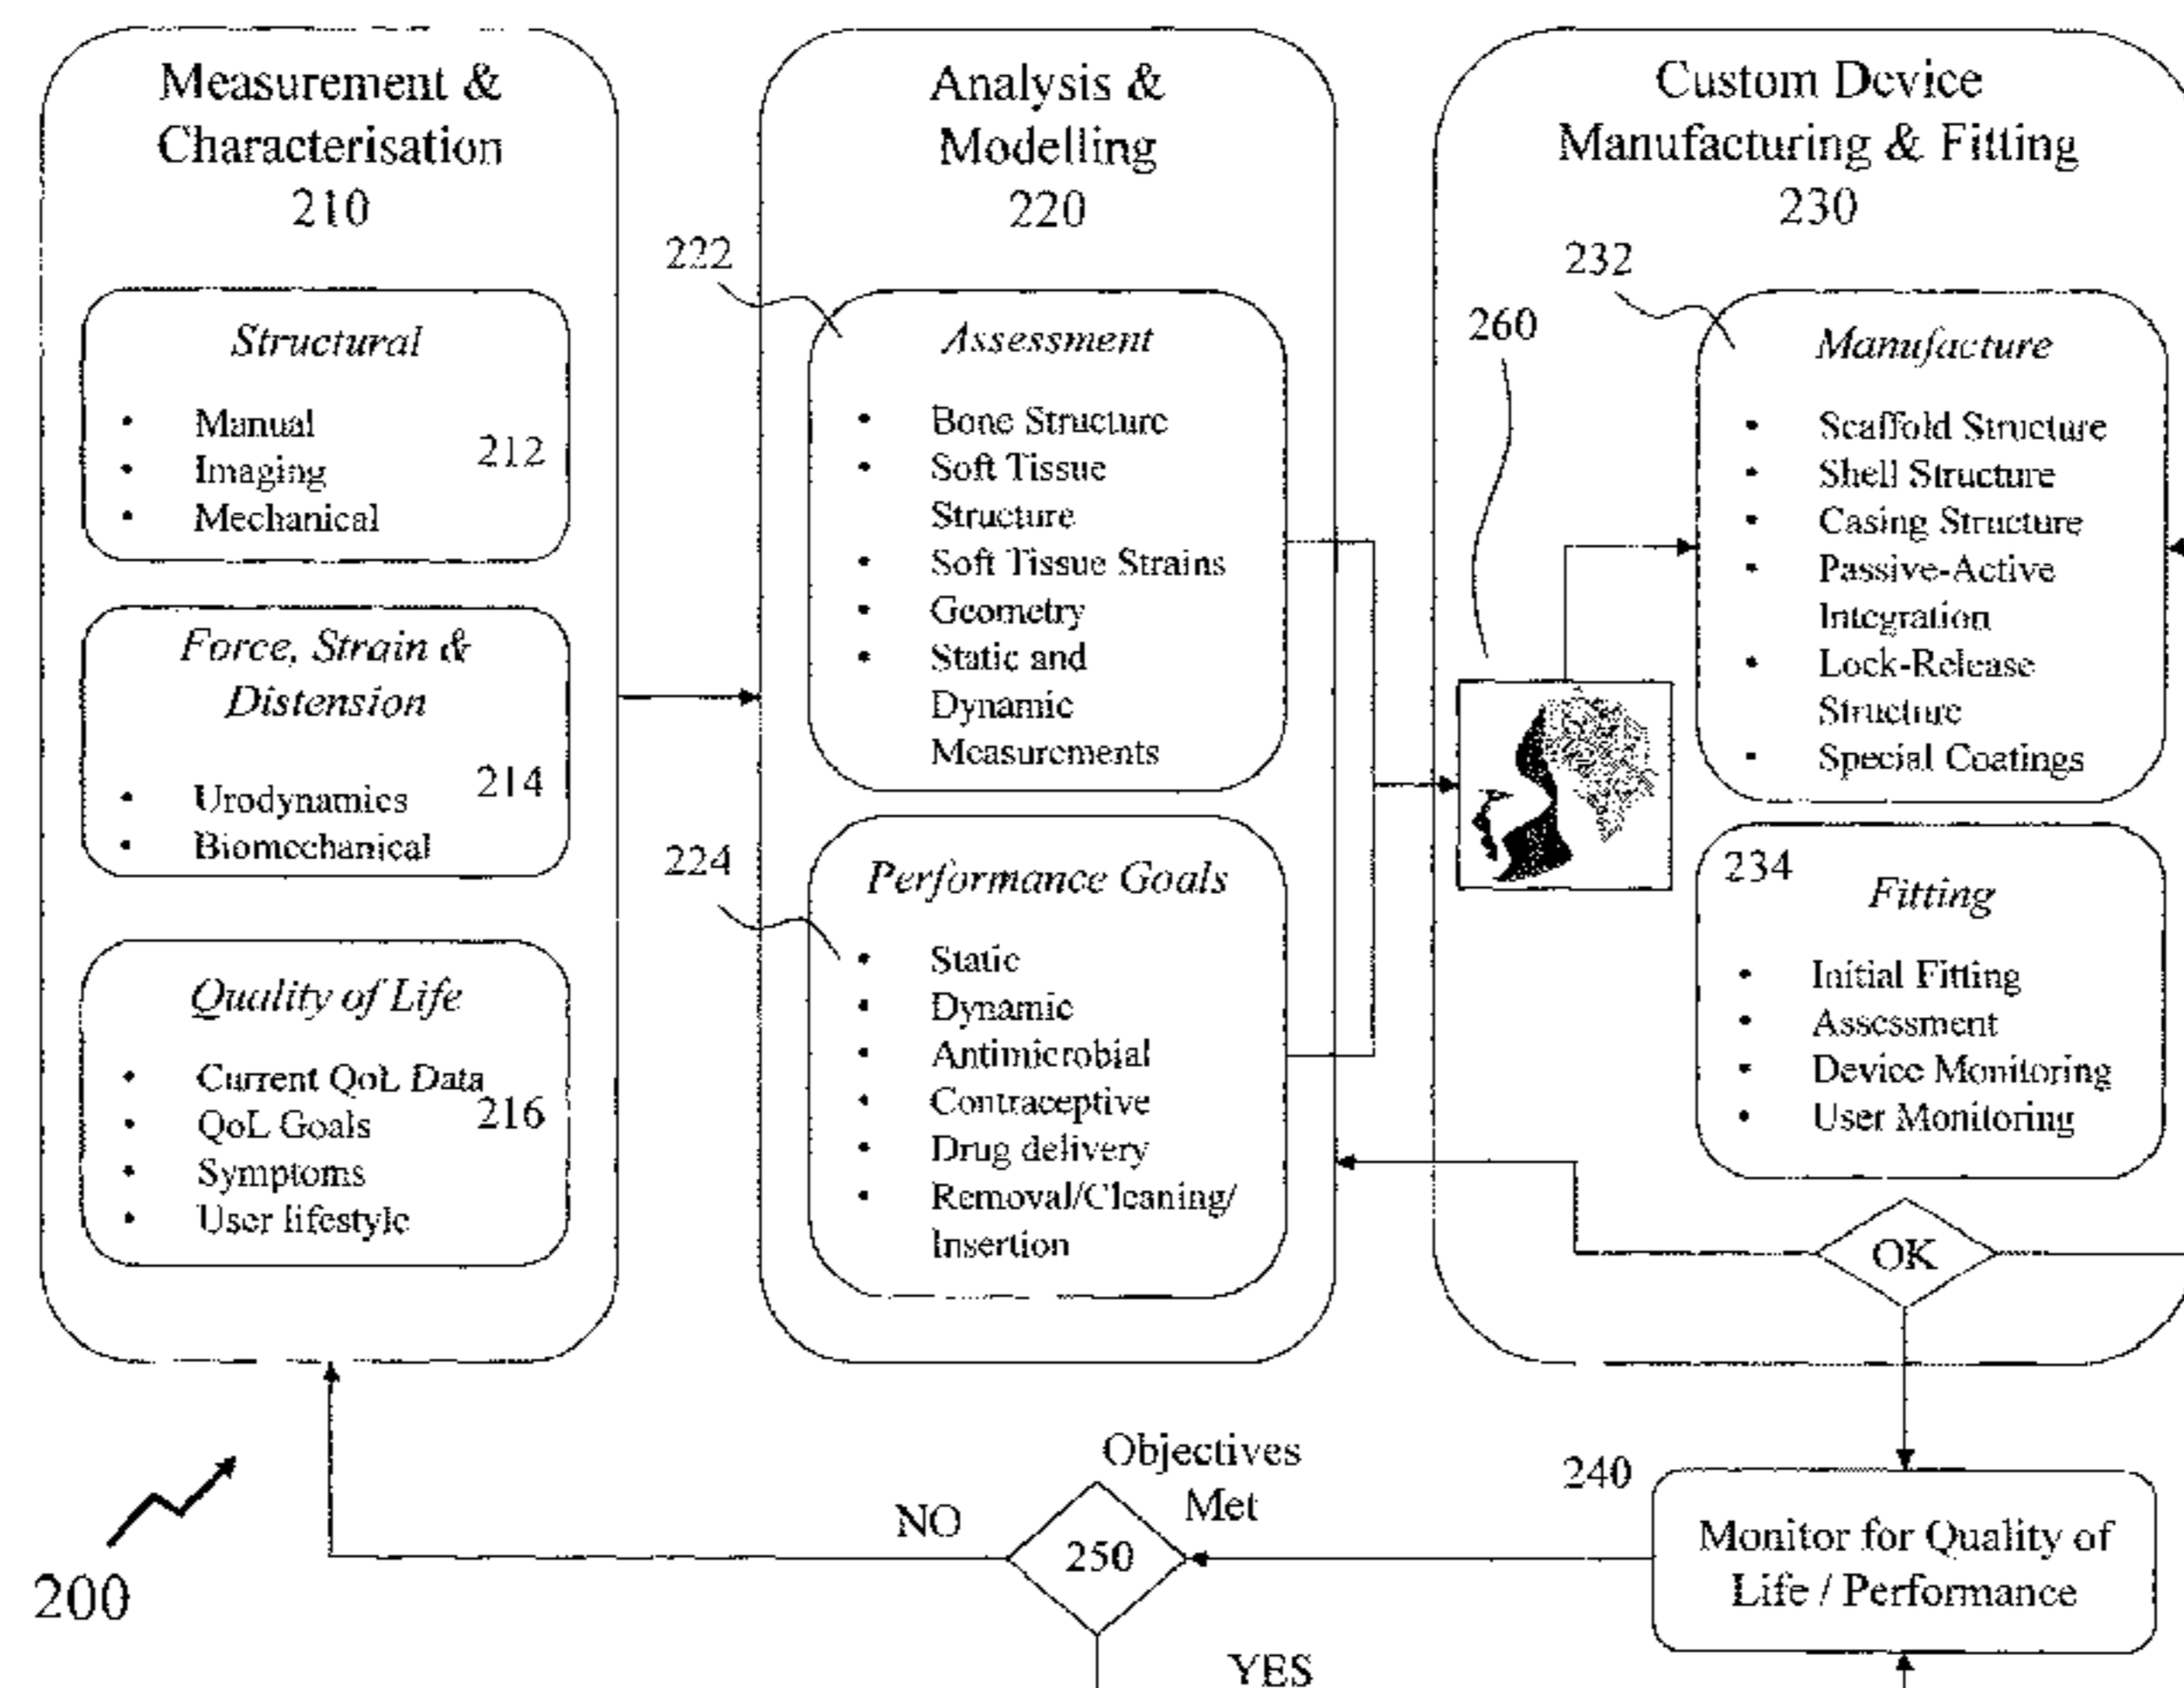 Measurement &
Characterisation
210
Structural
• Manual
• Imaging
• Mechanical
212
Force, Strain &
Distension
• Urodynamics
• Biomechanical
214
Quality of Life
• Current QoL Data
• QoL Goals
• Symptoms
• User lifestyle
216
Analysis &
Modelling
220
222
Assessment
• Bone Structure
• Soft Tissue
Structure
• Soft Tissue Strains
• Geometry
• Static and
Dynamic
Measurements
224
Performance Goals
• Static
• Dynamic
• Antimicrobial
• Contraceptive
• Drug delivery
• Removal/Cleaning/
Insertion
Custom Device
Manufacturing & Fitting
230
232
260
Manufacture
• Scaffold Structure
• Shell Structure
• Casing Structure
• Passive-Active
Integration
• Lock-Release
Structure
• Special Coatings
234
Fitting
• Initial Fitting
• Assessment
• Device Monitoring
• User Monitoring
OK
240
Monitor for Quality of
Life / Performance
Objectives
Met
250
NO
YES
200